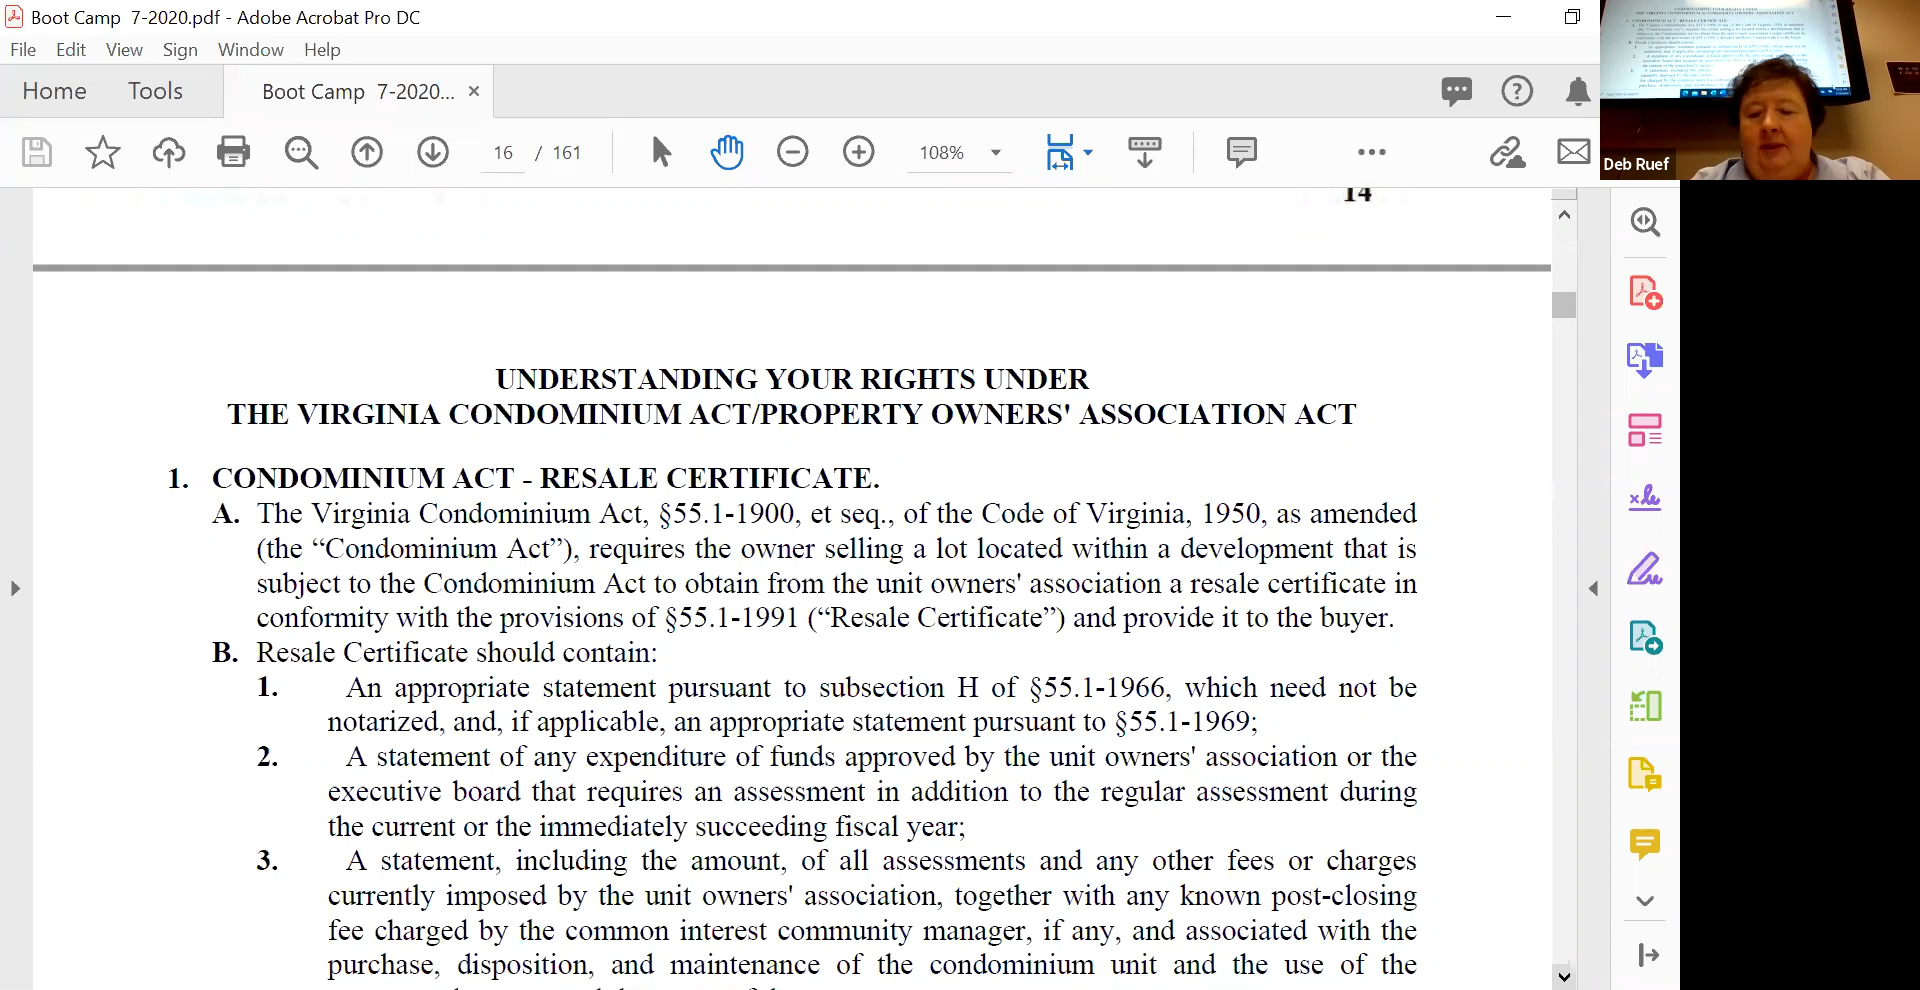 Boot Camp 7-2020.pdf - Adobe Acrobat Pro DC
File Edit View Sign Window Help
Home Tools Boot Camp 7-2020... ×
16 / 161 108%
Deb Ruef
14
UNDERSTANDING YOUR RIGHTS UNDER
THE VIRGINIA CONDOMINIUM ACT/PROPERTY OWNERS' ASSOCIATION ACT
1. CONDOMINIUM ACT - RESALE CERTIFICATE.
A. The Virginia Condominium Act, §55.1-1900, et seq., of the Code of Virginia, 1950, as amended
(the “Condominium Act”), requires the owner selling a lot located within a development that is
subject to the Condominium Act to obtain from the unit owners' association a resale certificate in
conformity with the provisions of §55.1-1991 (“Resale Certificate”) and provide it to the buyer.
B. Resale Certificate should contain:
1. An appropriate statement pursuant to subsection H of §55.1-1966, which need not be
notarized, and, if applicable, an appropriate statement pursuant to §55.1-1969;
2. A statement of any expenditure of funds approved by the unit owners' association or the
executive board that requires an assessment in addition to the regular assessment during
the current or the immediately succeeding fiscal year;
3. A statement, including the amount, of all assessments and any other fees or charges
currently imposed by the unit owners' association, together with any known post-closing
fee charged by the common interest community manager, if any, and associated with the
purchase, disposition, and maintenance of the condominium unit and the use of the